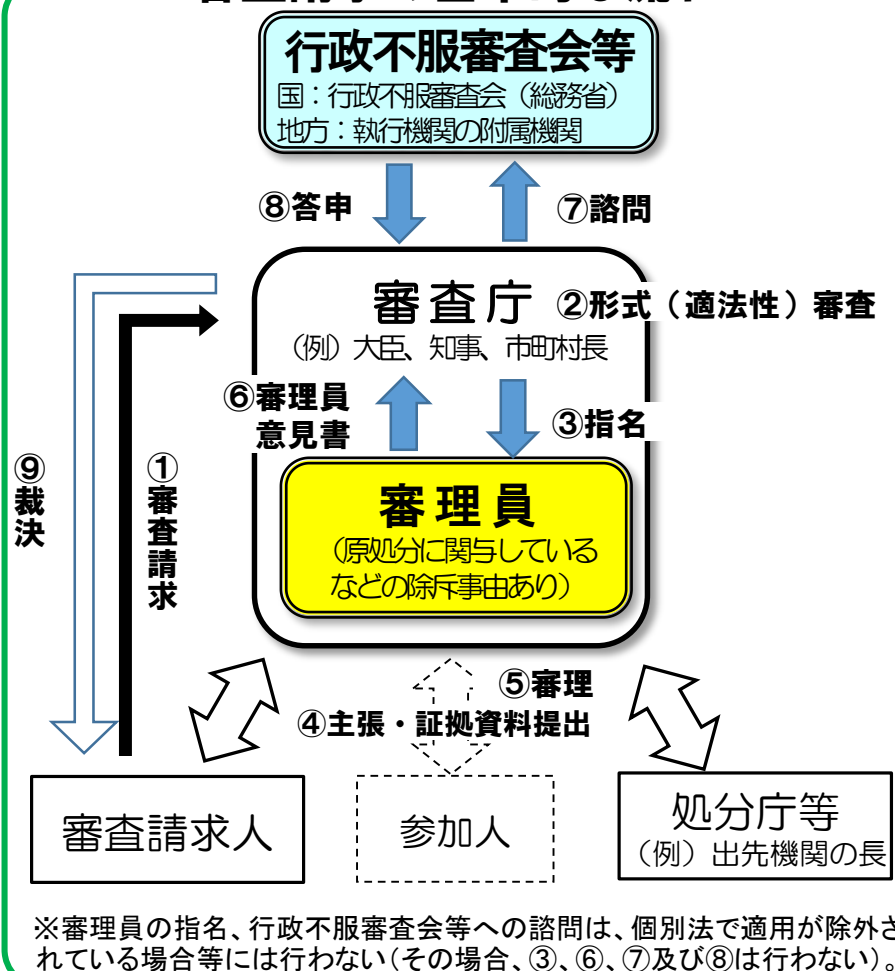 行政不服審査会等
国：行政不服審査会（総務省）
地方：執行機関の附属機関
⑧答申
⑦諮問
審査庁
②形式（適法性）審査
（例）大臣、知事、市町村長
⑥審理員
意見書
③指名
審理員
（原処分に関与している
などの除斥事由あり）
⑨裁決
①審査請求
⑤審理
④主張・証拠資料提出
審査請求人
参加人
処分庁等
（例）出先機関の長
※審理員の指名、行政不服審査会等への諮問は、個別法で適用が除外さ
れている場合等には行わない（その場合、③、⑥、⑦及び⑧は行わない）。